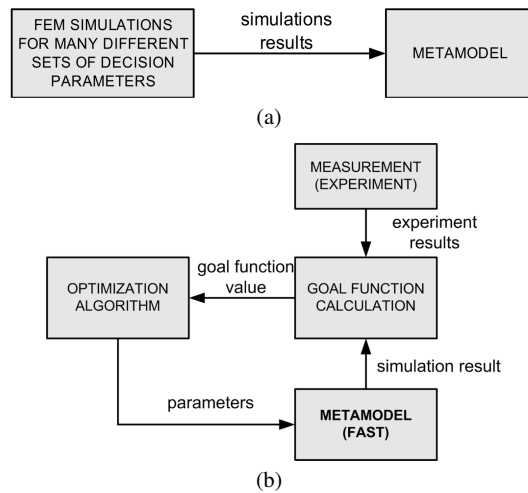 FEM SIMULATIONS
FOR MANY DIFFERENT
SETS OF DECISION
PARAMETERS
simulations
results
METAMODEL
(a)
MEASUREMENT
(EXPERIMENT)
experiment
results
OPTIMIZATION
ALGORITHM
goal function
value
GOAL FUNCTION
CALCULATION
simulation result
parameters
METAMODEL
(FAST)
(b)